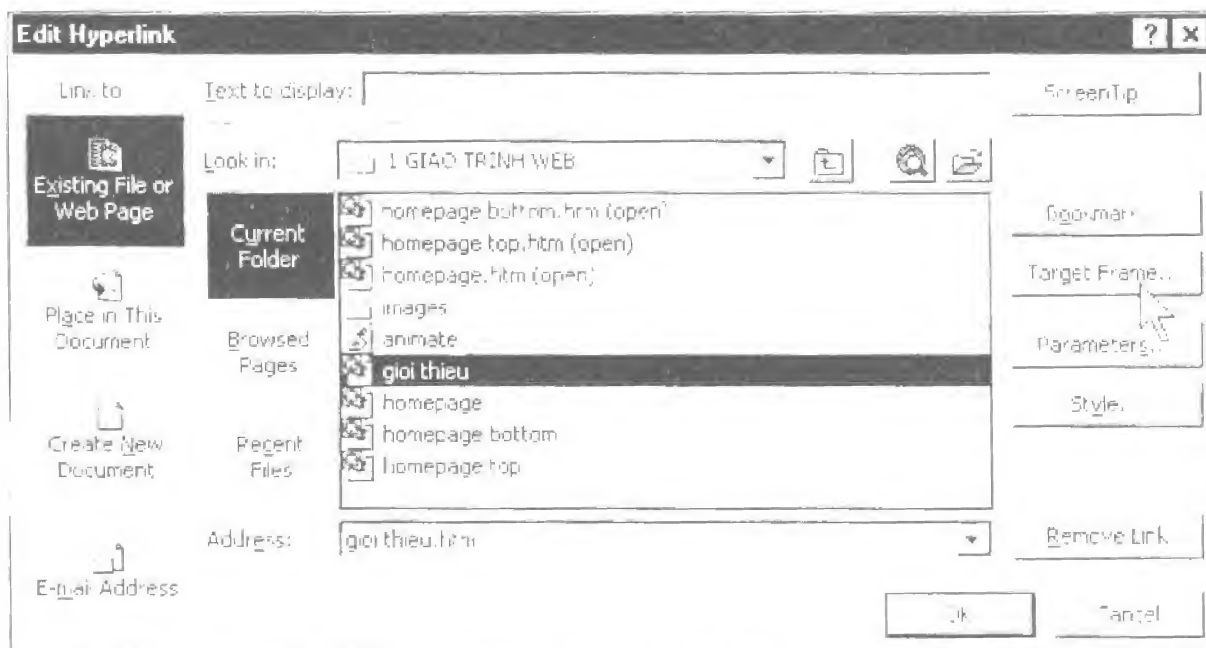 Edit Hyperlink
Link to
Text to display:
ScreenTip
Existing File or
Web Page
Place in This
Document
Create New
Document
E-mail Address
Look in:
1 GIAO TRINH WEB
Current
Folder
Browsed
Pages
Recent
Files
homepage bottom.htm (open)
homepage top.htm (open)
homepage.htm (open)
images
animate
gioi thieu
homepage
homepage bottom
homepage top
Address:
gioi thieu.htm
Bookmark
Target Frame...
Parameters...
Style.
Remove Link
OK
Cancel